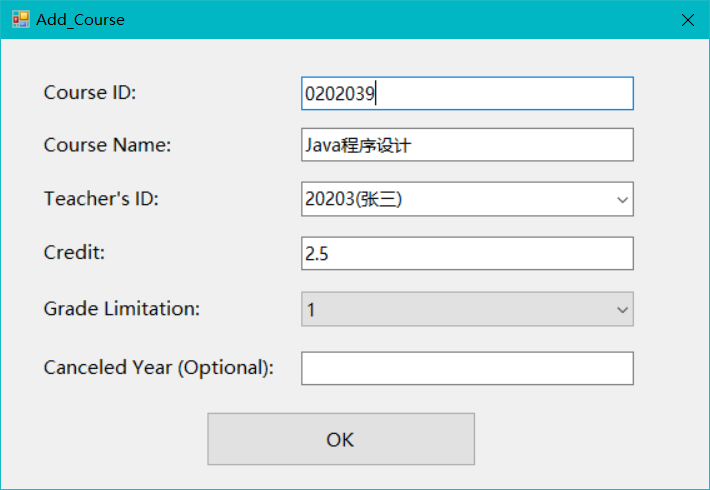 Add_Course
Course ID: 0202039
Course Name: Java程序设计
Teacher's ID: 20203(张三)
Credit: 2.5
Grade Limitation: 1
Canceled Year (Optional):
OK